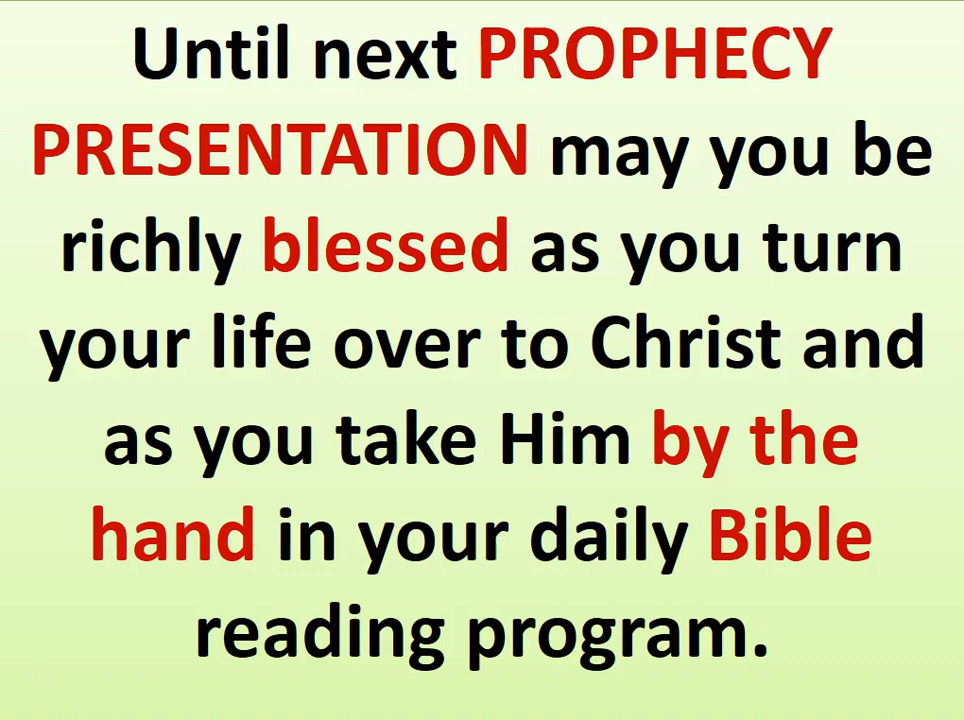 Until next PROPHECY
PRESENTATION may you be
richly blessed as you turn
your life over to Christ and
as you take Him by the
hand in your daily Bible
reading program.